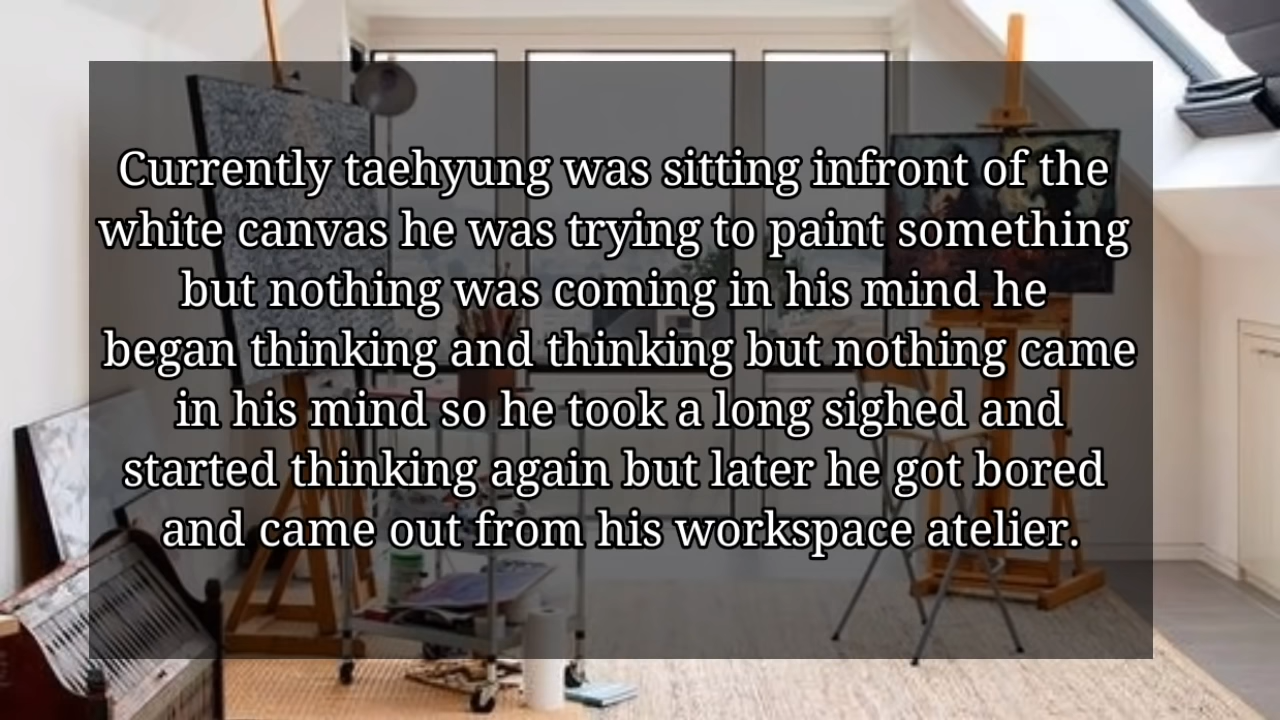 Currently taehyung was sitting infront of the
white canvas he was trying to paint something
but nothing was coming in his mind he
began thinking and thinking but nothing came
in his mind so he took a long sighed and
started thinking again but later he got bored
and came out from his workspace atelier.